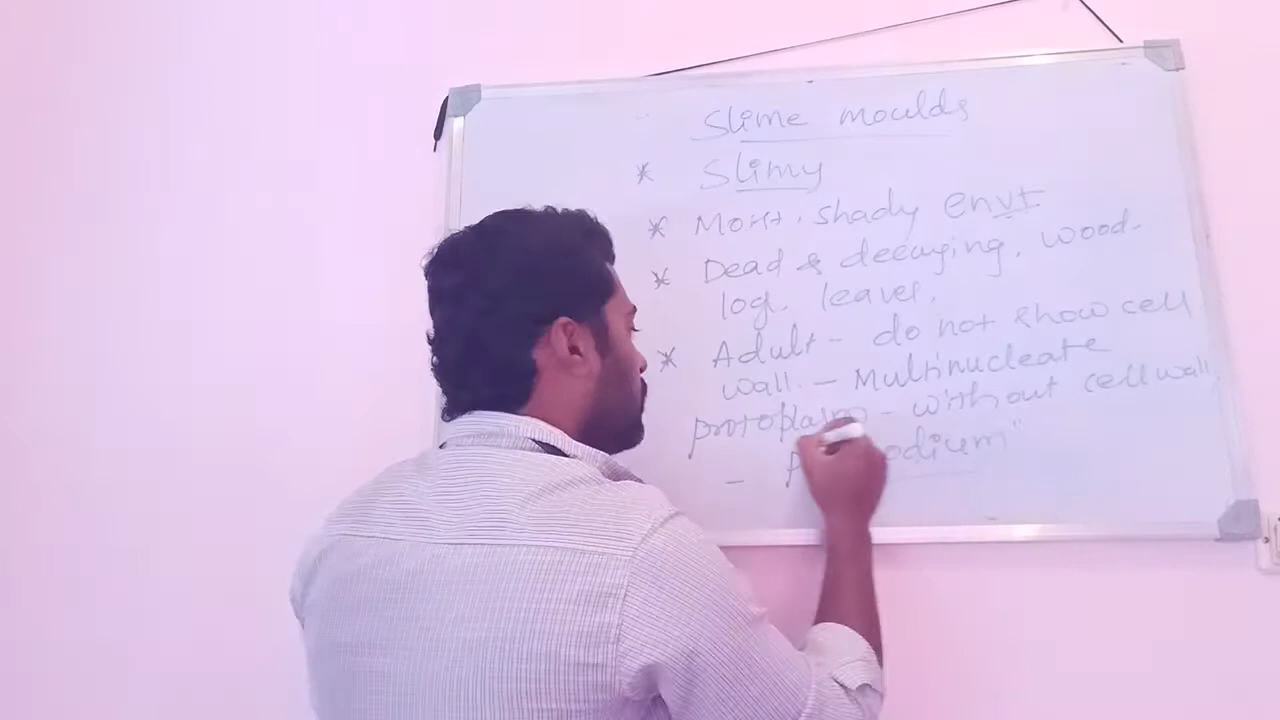 Slime moulds
* Slimy
* Moist, shady envt
* Dead & decaying, wood-
log, leaves,
* Adult - do not show cell
wall. - Multinucleate
protoplasm - without cell wall
- odium"